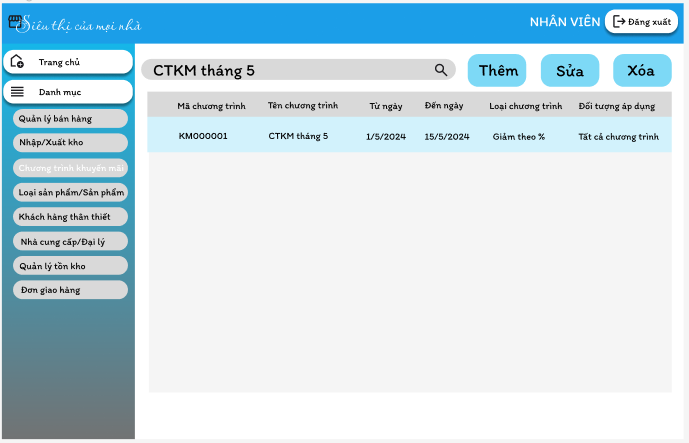 Siêu thị của mọi nhà
NHÂN VIÊN
Đăng xuất
Trang chủ
Danh mục
Quản lý bán hàng
Nhập/Xuất kho
Chương trình khuyến mãi
Loại sản phẩm/Sản phẩm
Khách hàng thân thiết
Nhà cung cấp/Đại lý
Quản lý tồn kho
Đơn giao hàng
CTKM tháng 5
Thêm
Sửa
Xóa
Mã chương trình Tên chương trình Từ ngày Đến ngày Loại chương trình Đối tượng áp dụng
KM000001 CTKM tháng 5 1/5/2024 15/5/2024 Giảm theo % Tất cả chương trình